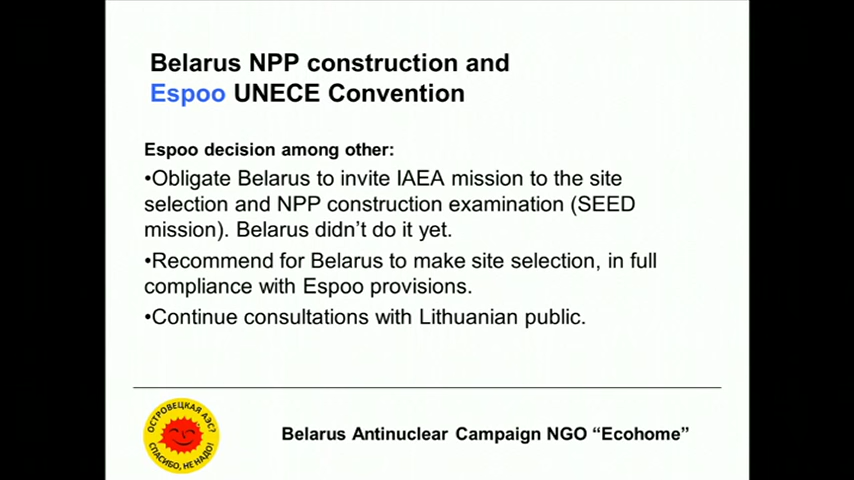 Belarus NPP construction and
Espoo UNECE Convention
Espoo decision among other:
•Obligate Belarus to invite IAEA mission to the site
selection and NPP construction examination (SEED
mission). Belarus didn't do it yet.
•Recommend for Belarus to make site selection, in full
compliance with Espoo provisions.
•Continue consultations with Lithuanian public.
ОСТРОВЕЦКАЯ АЭС?
СПАСИБО, НЕ НАДО!
Belarus Antinuclear Campaign NGO “Ecohome”